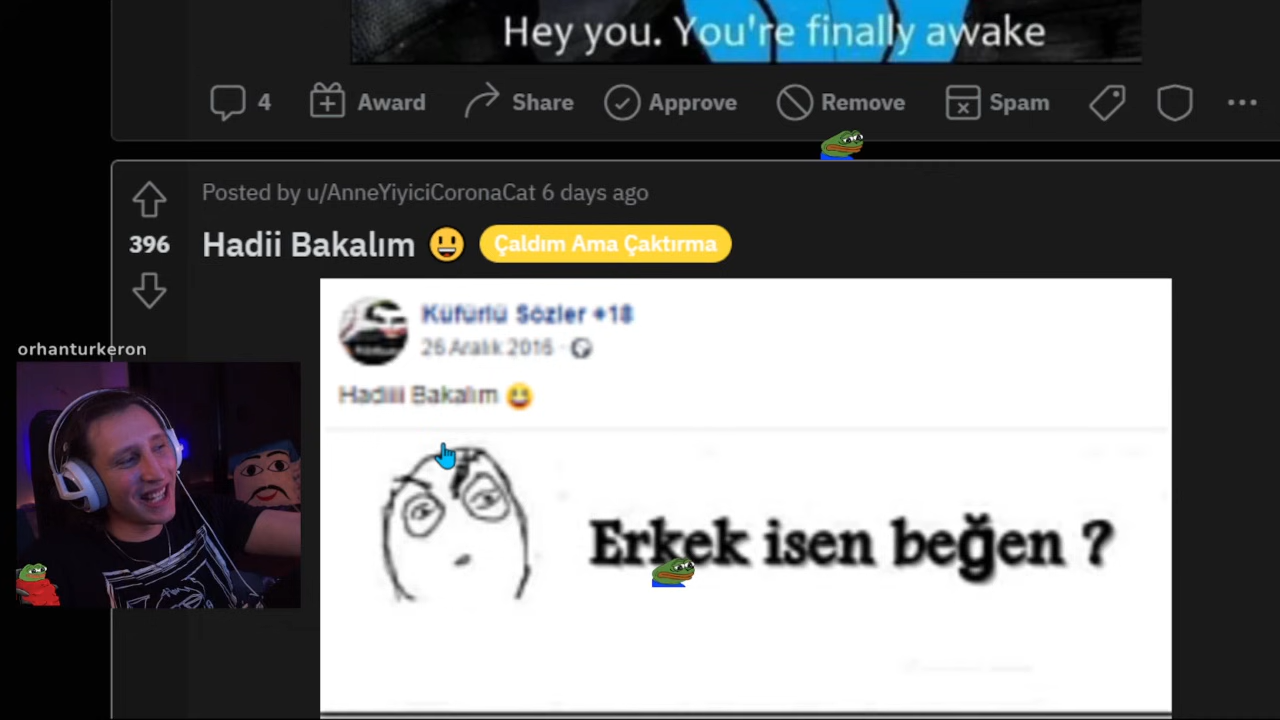 Hey you. You're finally awake
4 Award Share Approve Remove Spam
Posted by u/AnneYiyiciCoronaCat 6 days ago
396
Hadii Bakalım 😃 Çaldım Ama Çaktırma
Küfürlü Sözler +18
26 Aralık 2016
Hadiii Bakalım 😃
orhanturkeron
Erkek isen beğen ?